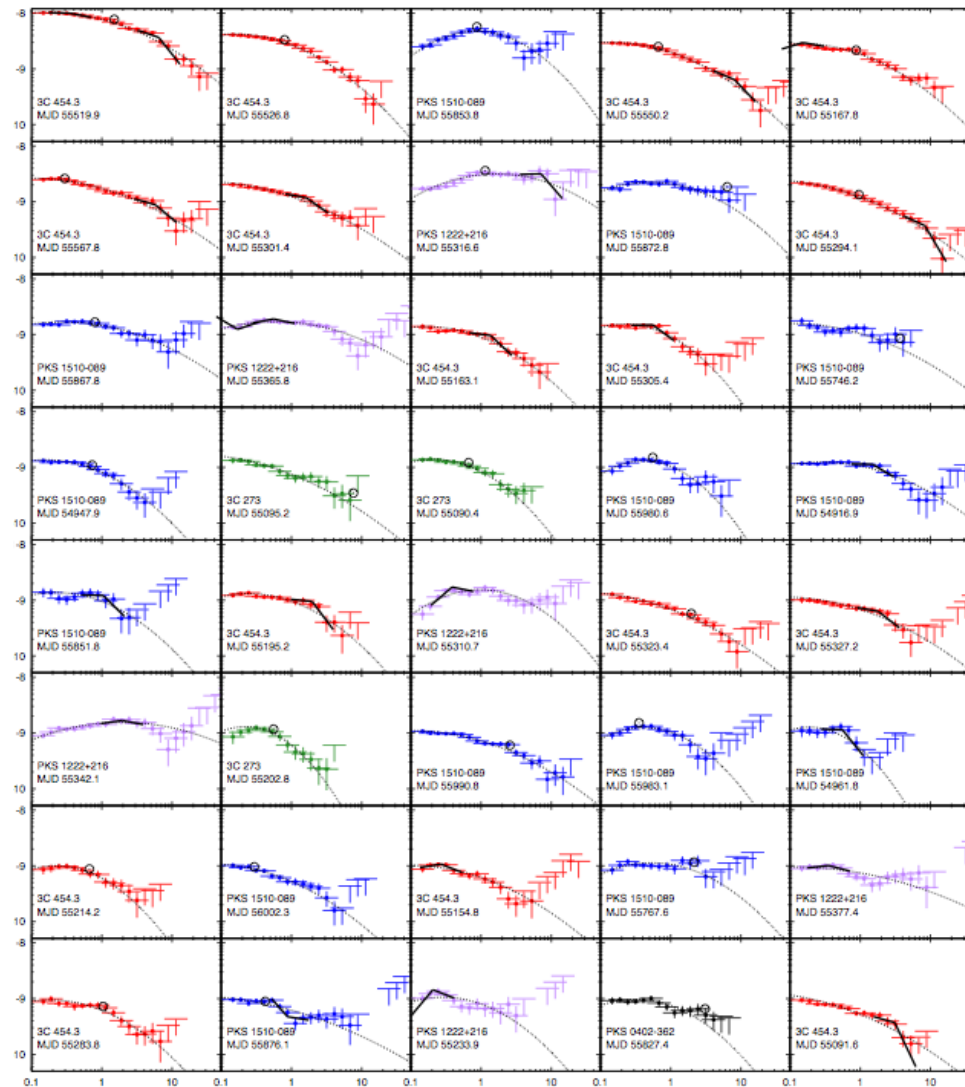 -8
-9
-10
3C 454.3
MJD 55519.9
3C 454.3
MJD 55526.8
PKS 1510-089
MJD 55853.8
3C 454.3
MJD 55550.2
3C 454.3
MJD 55167.8
-8
-9
-10
3C 454.3
MJD 55567.8
3C 454.3
MJD 55301.4
PKS 1222+216
MJD 55316.6
PKS 1510-089
MJD 55872.8
3C 454.3
MJD 55294.1
-8
-9
-10
PKS 1510-089
MJD 55867.8
PKS 1222+216
MJD 55365.8
3C 454.3
MJD 55163.1
3C 454.3
MJD 55305.4
PKS 1510-089
MJD 55746.2
-8
-9
-10
PKS 1510-089
MJD 54947.9
3C 273
MJD 55095.2
3C 273
MJD 55090.4
PKS 1510-089
MJD 55980.6
PKS 1510-089
MJD 54916.9
-8
-9
-10
PKS 1510-089
MJD 55851.8
3C 454.3
MJD 55195.2
PKS 1222+216
MJD 55310.7
3C 454.3
MJD 55323.4
3C 454.3
MJD 55327.2
-8
-9
-10
PKS 1222+216
MJD 55342.1
3C 273
MJD 55202.8
PKS 1510-089
MJD 55990.8
PKS 1510-089
MJD 55983.1
PKS 1510-089
MJD 54961.8
-8
-9
-10
3C 454.3
MJD 55214.2
PKS 1510-089
MJD 56002.3
3C 454.3
MJD 55154.8
PKS 1510-089
MJD 55767.6
PKS 1222+216
MJD 55377.4
-8
-9
-10
3C 454.3
MJD 55283.8
PKS 1510-089
MJD 55876.1
PKS 1222+216
MJD 55233.9
PKS 0402-362
MJD 55827.4
3C 454.3
MJD 55091.6
0.1 1 10 0.1 1 10 0.1 1 10 0.1 1 10 0.1 1 10